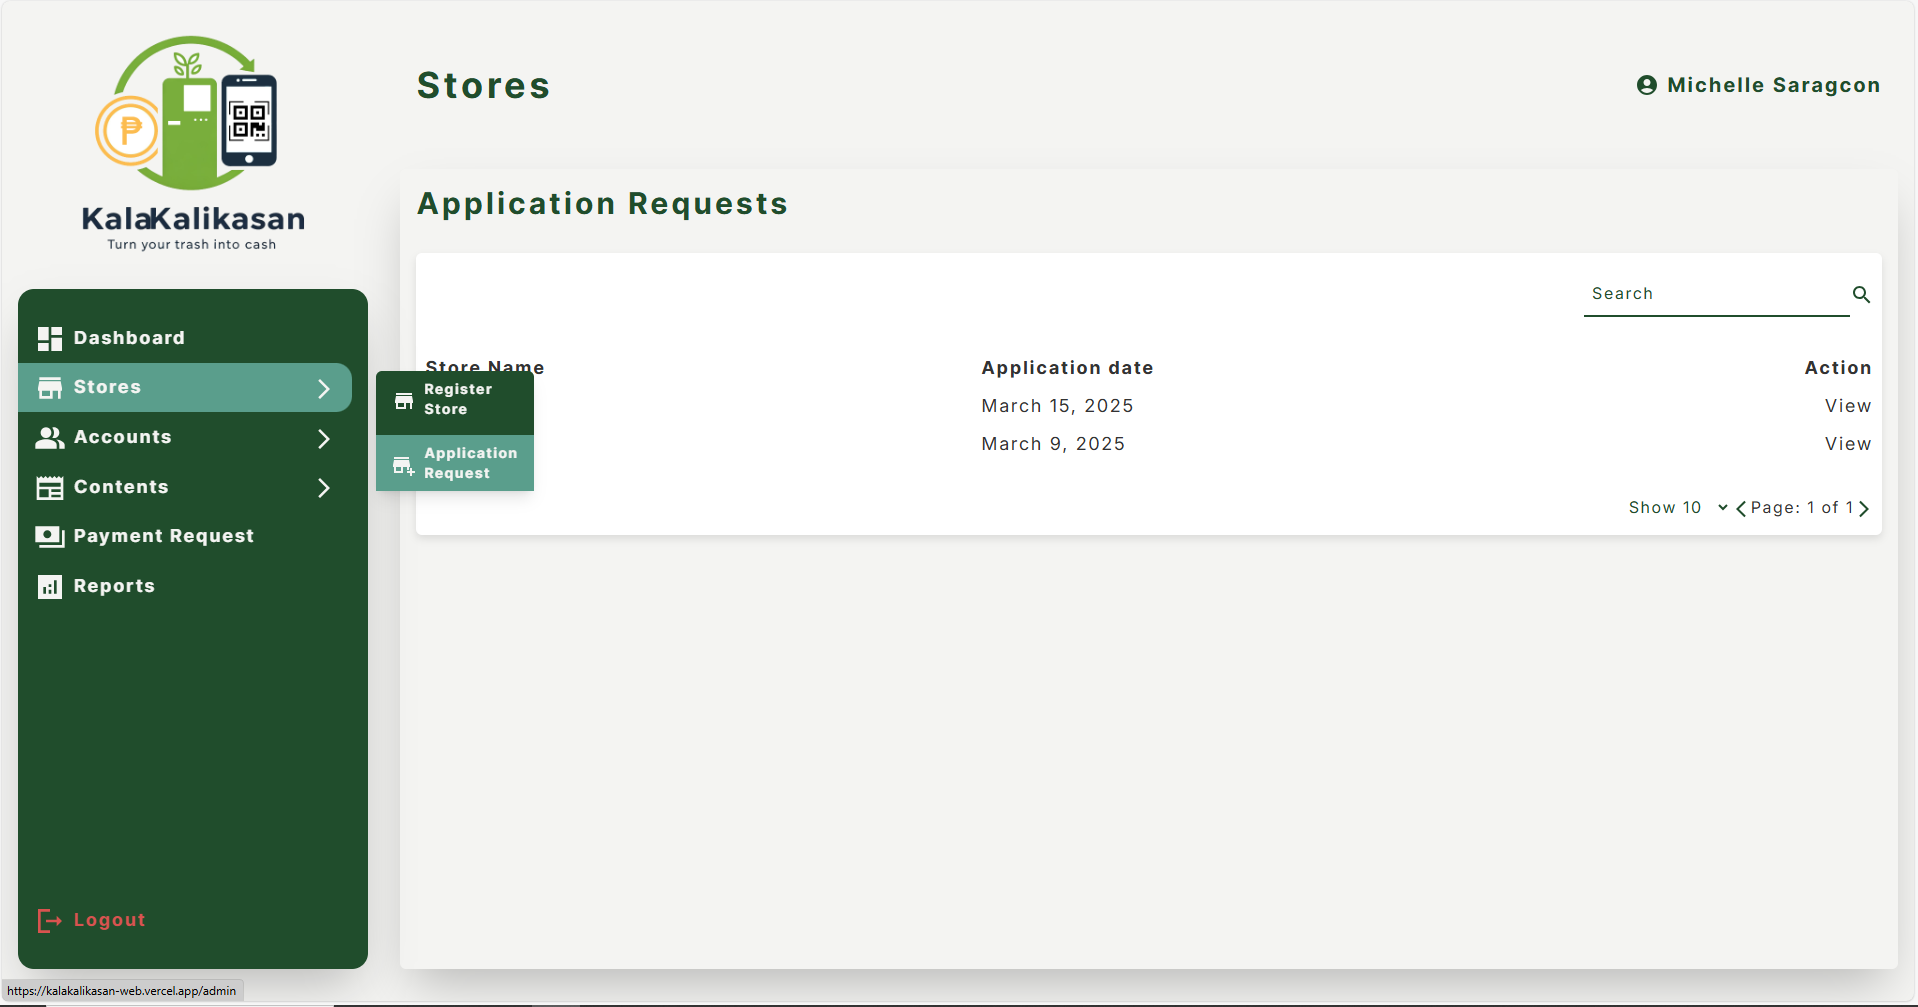 KalaKalikasan
Turn your trash into cash
Stores
Michelle Saragcon
Dashboard
Stores
Accounts
Contents
Payment Request
Reports
Logout
Register
Store
Application
Request
Application Requests
Search
Store Name Application date Action
March 15, 2025 View
March 9, 2025 View
Show 10 Page: 1 of 1
https://kalakalikasan-web.vercel.app/admin